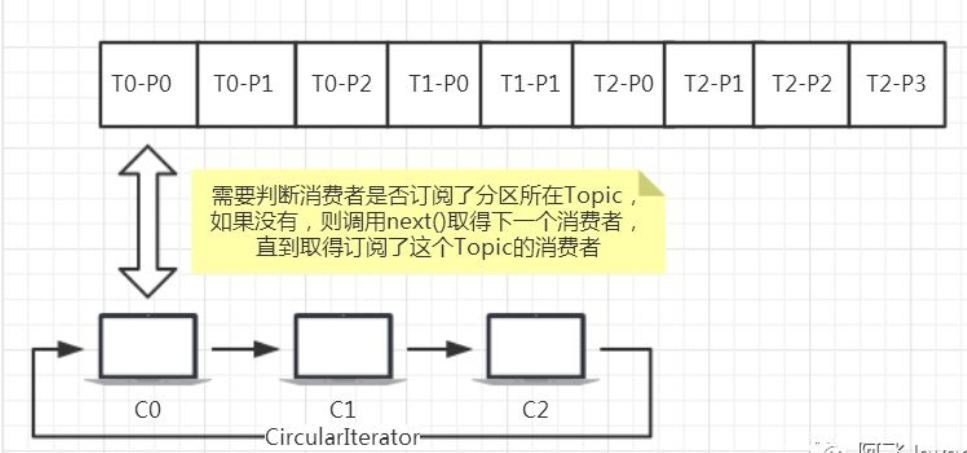 T0-P0 T0-P1 T0-P2 T1-P0 T1-P1 T2-P0 T2-P1 T2-P2 T2-P3
需要判断消费者是否订阅了分区所在Topic，
如果没有，则调用next()取得下一个消费者，
直到取得订阅了这个Topic的消费者
C0 C1 C2
CircularIterator